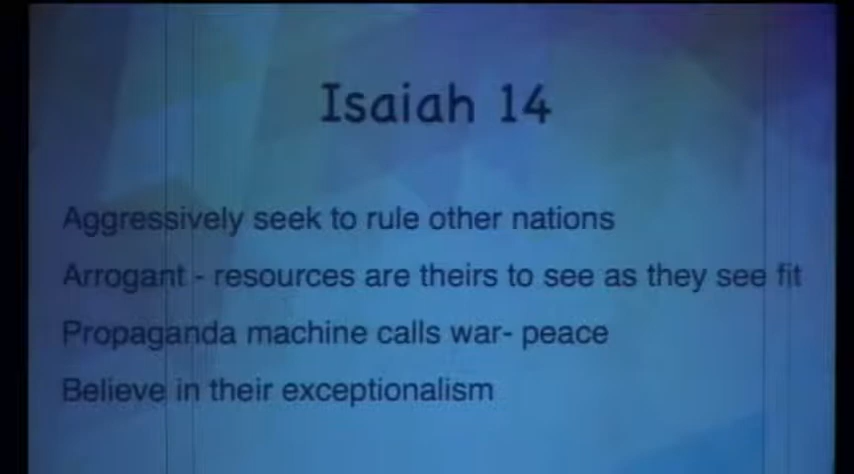 Isaiah 14
Aggressively seek to rule other nations
Arrogant - resources are theirs to see as they see fit
Propaganda machine calls war- peace
Believe in their exceptionalism